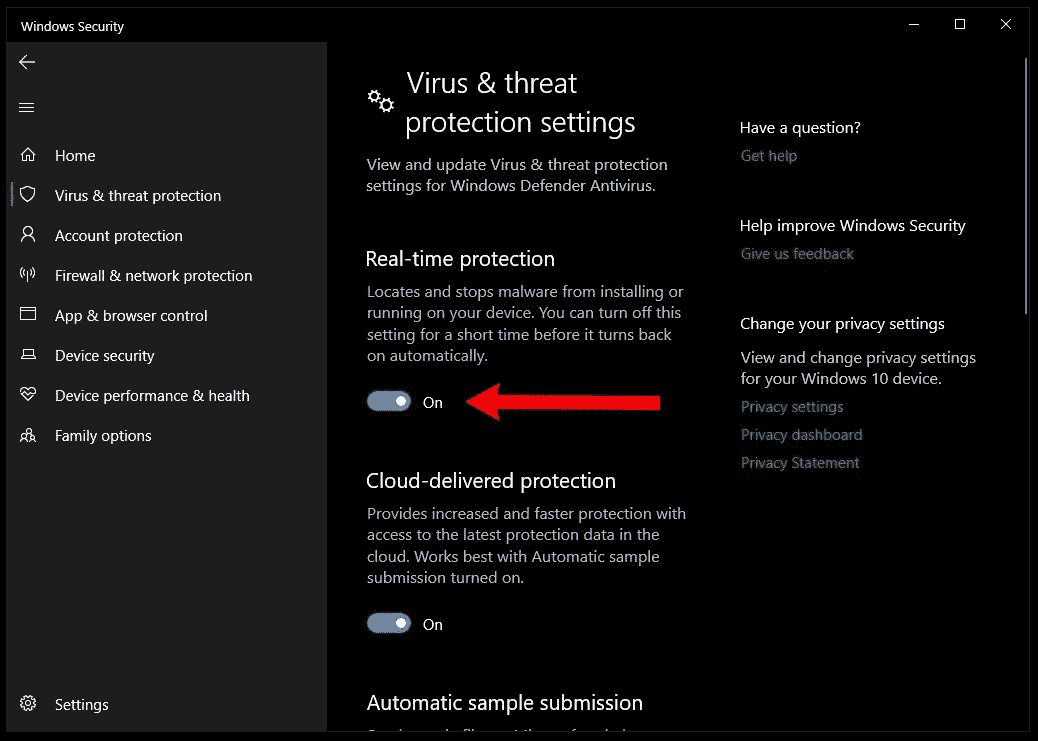 Windows Security
Home
Virus & threat protection
Account protection
Firewall & network protection
App & browser control
Device security
Device performance & health
Family options
Settings
Virus & threat
protection settings
View and update Virus & threat protection
settings for Windows Defender Antivirus.
Real-time protection
Locates and stops malware from installing or
running on your device. You can turn off this
setting for a short time before it turns back
on automatically.
On
Cloud-delivered protection
Provides increased and faster protection with
access to the latest protection data in the
cloud. Works best with Automatic sample
submission turned on.
On
Automatic sample submission
Have a question?
Get help
Help improve Windows Security
Give us feedback
Change your privacy settings
View and change privacy settings
for your Windows 10 device.
Privacy settings
Privacy dashboard
Privacy Statement